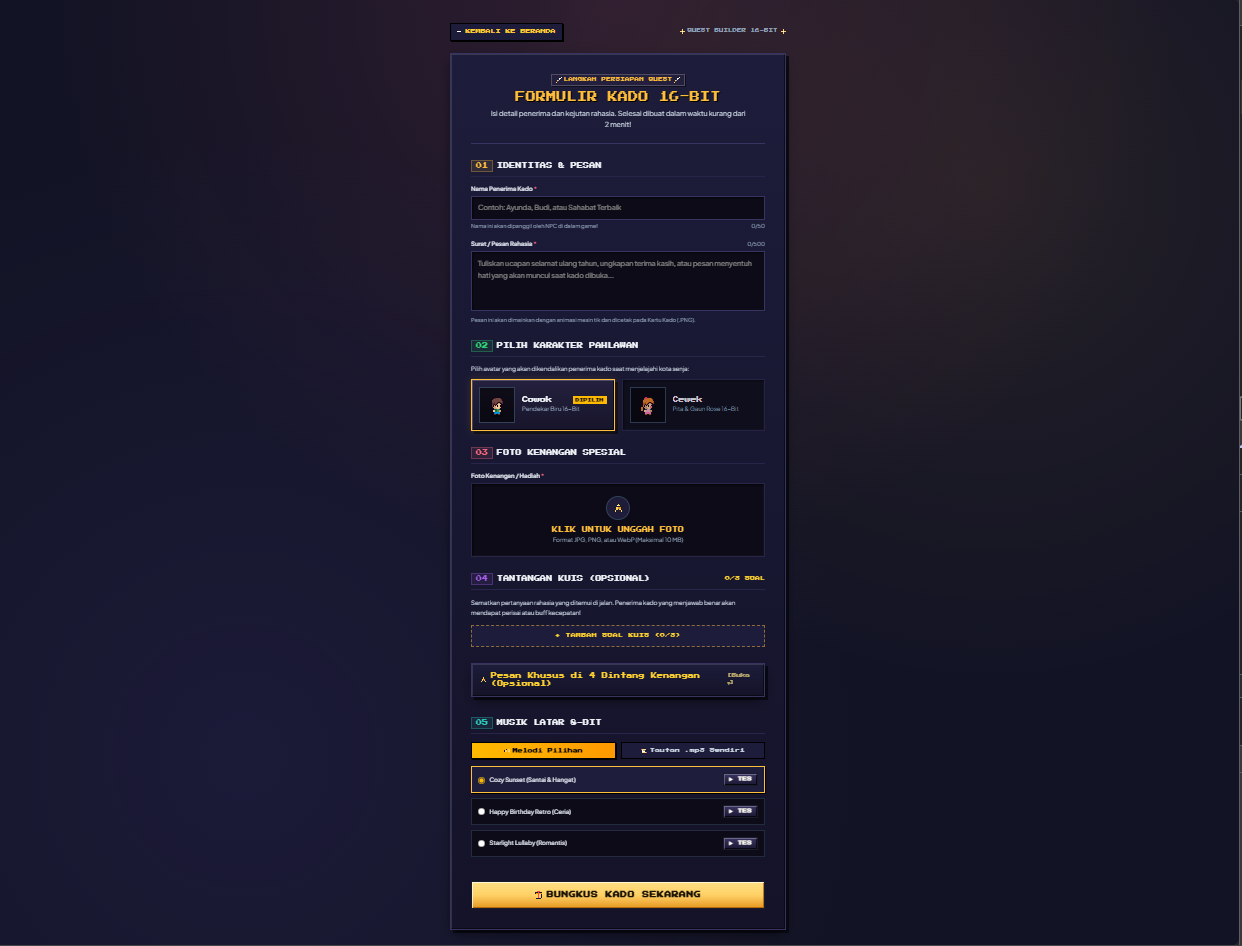 ← KEMBALI KE BERANDA
QUEST BUILDER 16-BIT
LANGKAH PERSIAPAN QUEST
FORMULIR KADO 16-BIT
Isi detail penerima dan kejutan rahasia. Selesai dibuat dalam waktu kurang dari
2 menit!
01 IDENTITAS & PESAN
Nama Penerima Kado *
Contoh: Ayunda, Budi, atau Sahabat Terbaik
Nama ini akan dipanggil oleh NPC di dalam game!
0/50
Surat / Pesan Rahasia *
0/500
Tuliskan ucapan selamat ulang tahun, ungkapan terima kasih, atau pesan menyentuh
hati yang akan muncul saat kado dibuka...
Pesan ini akan dimainkan dengan animasi mesin tik dan dicetak pada Kartu Kado (.PNG).
02 PILIH KARAKTER PAHLAWAN
Pilih avatar yang akan dikendalikan penerima kado saat menjelajahi kota senja:
Cowok
DIPILIH
Pendekar Biru 16-Bit
Cewek
Pita & Gaun Rose 16-Bit
03 FOTO KENANGAN SPESIAL
Foto Kenangan / Hadiah *
KLIK UNTUK UNGGAH FOTO
Format JPG, PNG, atau WebP (Maksimal 10 MB)
04 TANTANGAN KUIS (OPSIONAL)
0/3 SOAL
Sematkan pertanyaan rahasia yang ditemui di jalan. Penerima kado yang menjawab benar akan
mendapat perisai atau buff kecepatan!
+ TAMBAH SOAL KUIS (0/3)
Pesan Khusus di 4 Bintang Kenangan
(Opsional)
[Buka
05 MUSIK LATAR 8-BIT
Melodi Pilihan
Tautan .mp3 Sendiri
Cozy Sunset (Santai & Hangat)
▶ TES
Happy Birthday Retro (Ceria)
▶ TES
Starlight Lullaby (Romantis)
▶ TES
BUNGKUS KADO SEKARANG